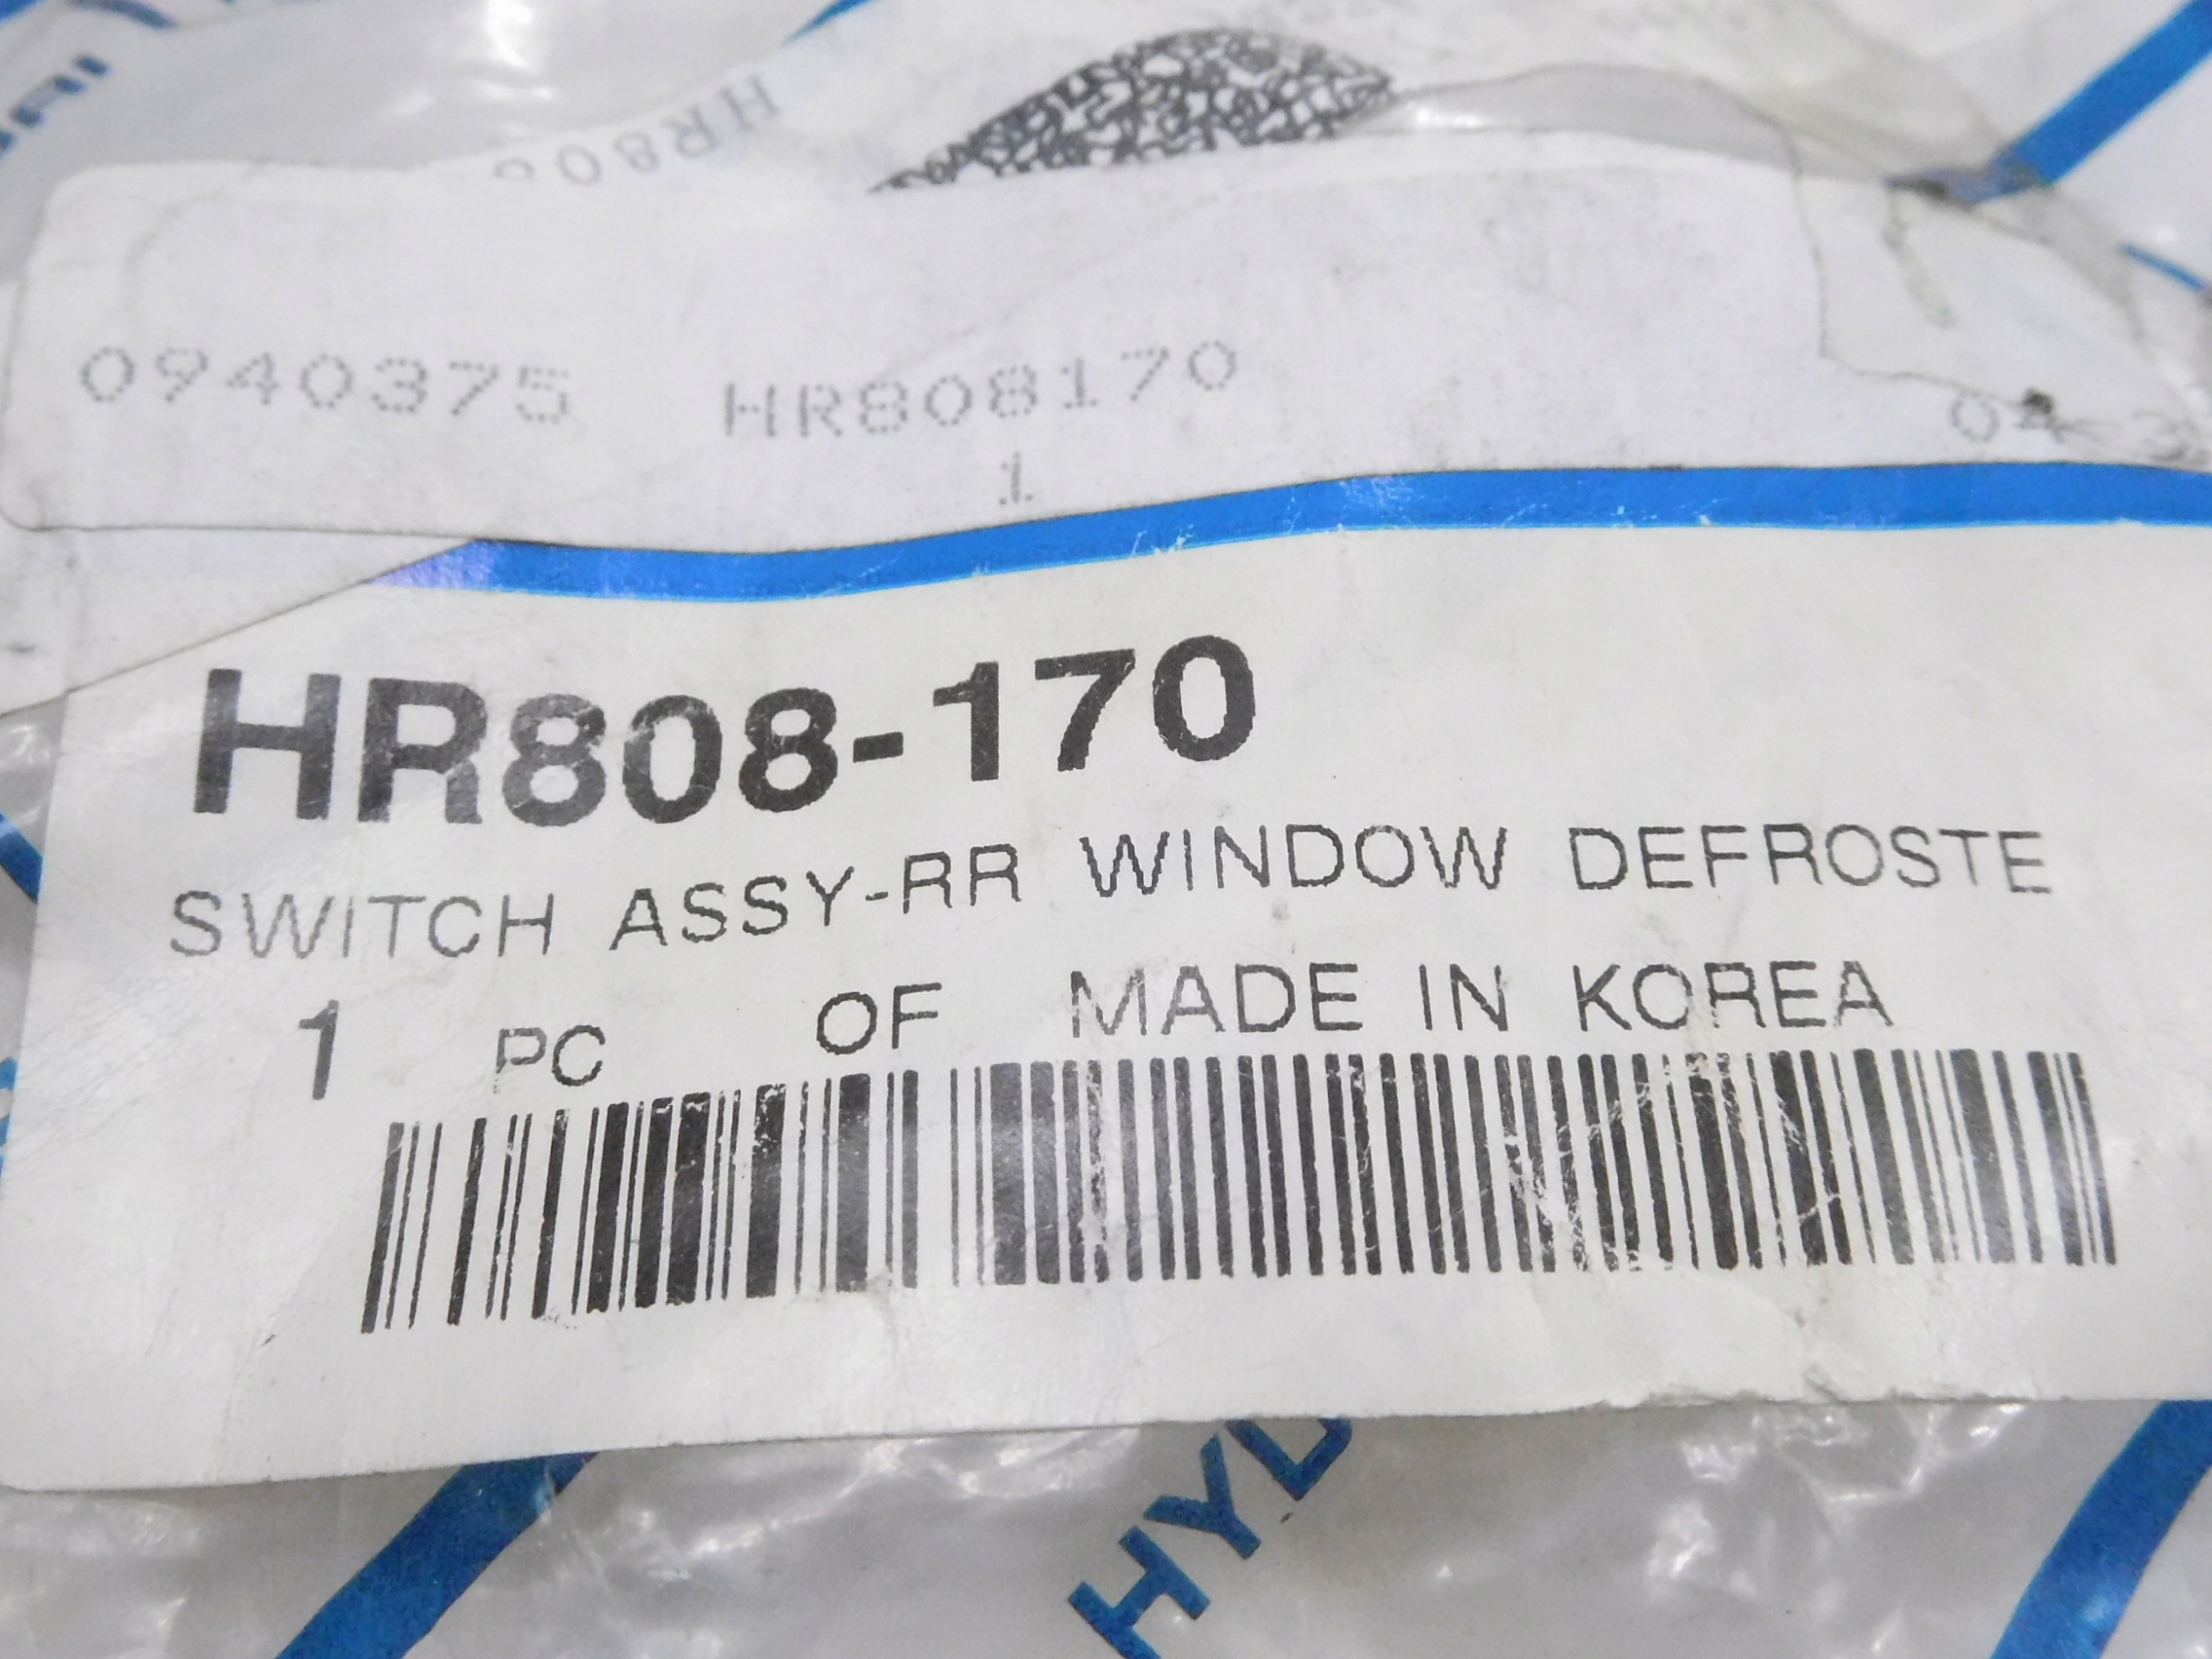 HR808
0940375 HR808170
1
HR808-170
SWITCH ASSY-RR WINDOW DEFROSTE
1 PC OF MADE IN KOREA
HYD